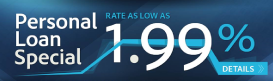 Personal
Loan
Special
RATE AS LOW AS
1.99%
DETAILS